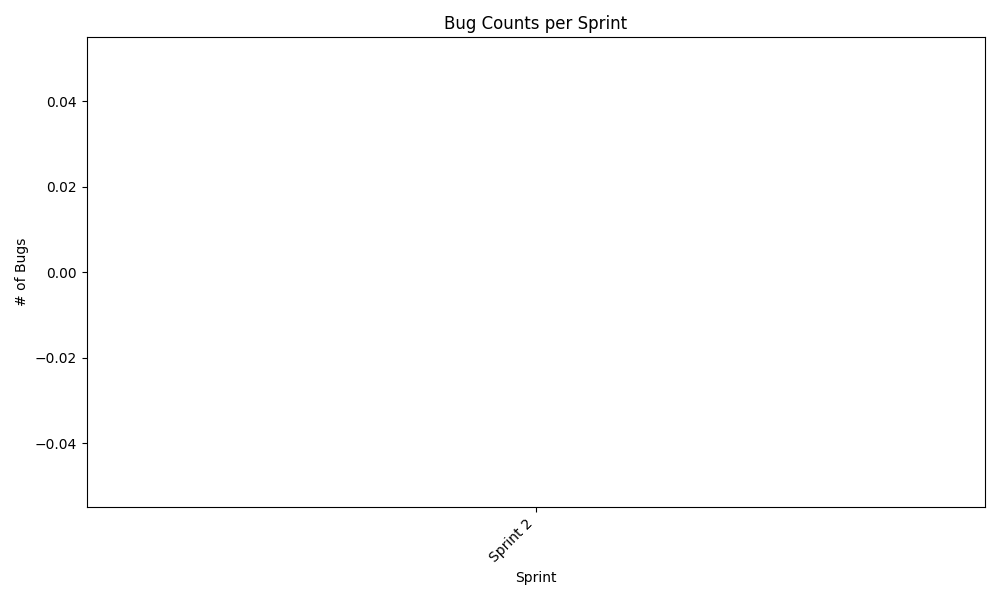 Bug Counts per Sprint
0.04
0.02
0.00
−0.02
−0.04
# of Bugs
Sprint 2
Sprint